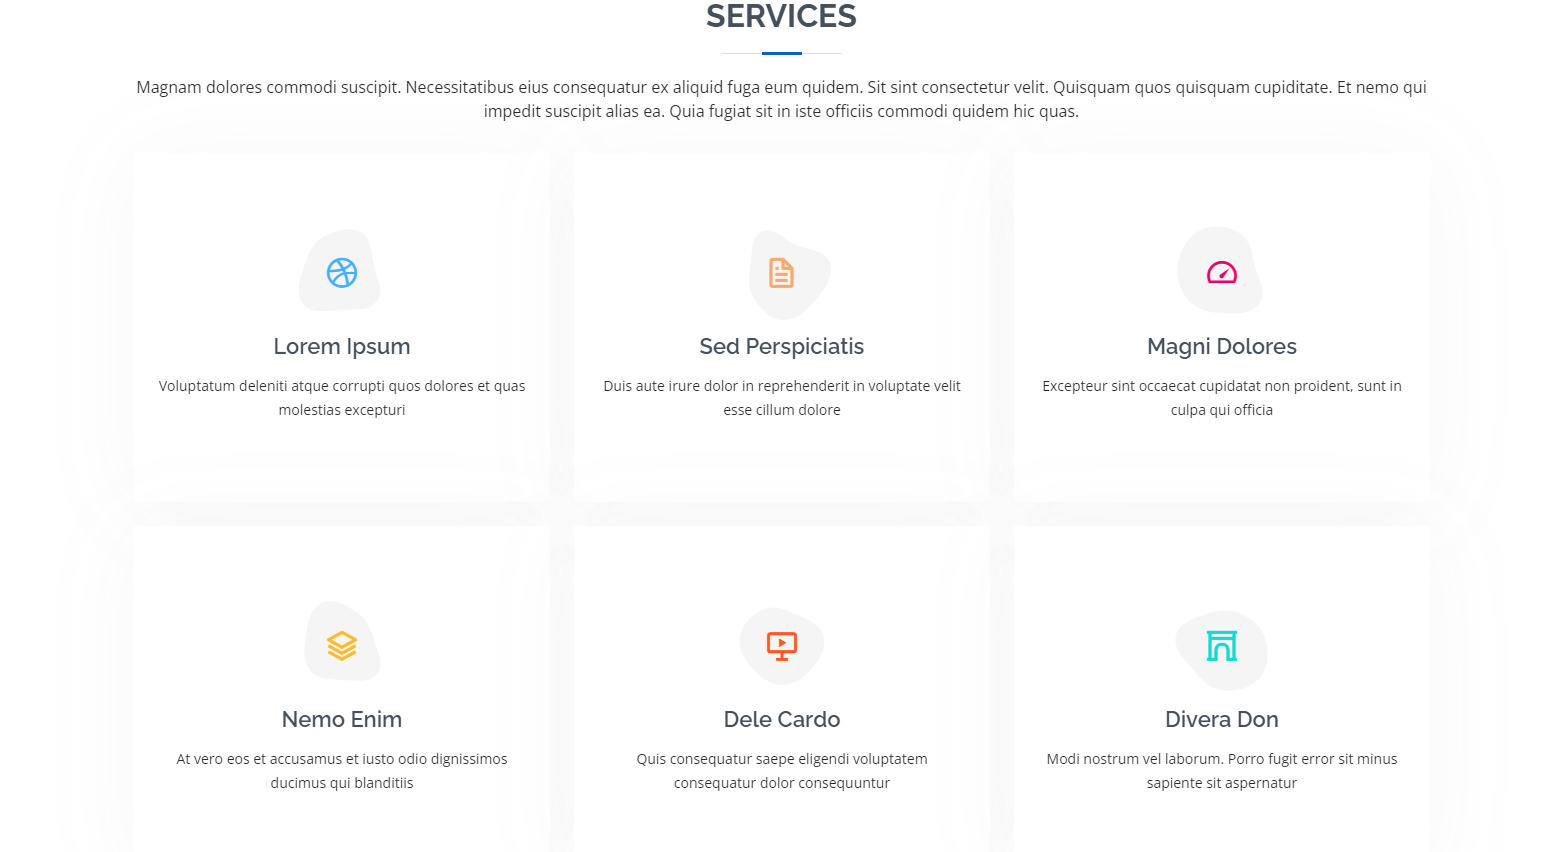 SERVICES
Magnam dolores commodi suscipit. Necessitatibus eius consequatur ex aliquid fuga eum quidem. Sit sint consectetur velit. Quisquam quos quisquam cupiditate. Et nemo qui
impedit suscipit alias ea. Quia fugiat sit in iste officiis commodi quidem hic quas.
Lorem Ipsum
Voluptatum deleniti atque corrupti quos dolores et quas
molestias excepturi
Sed Perspiciatis
Duis aute irure dolor in reprehenderit in voluptate velit
esse cillum dolore
Magni Dolores
Excepteur sint occaecat cupidatat non proident, sunt in
culpa qui officia
Nemo Enim
At vero eos et accusamus et iusto odio dignissimos
ducimus qui blanditiis
Dele Cardo
Quis consequatur saepe eligendi voluptatem
consequatur dolor consequuntur
Divera Don
Modi nostrum vel laborum. Porro fugit error sit minus
sapiente sit aspernatur